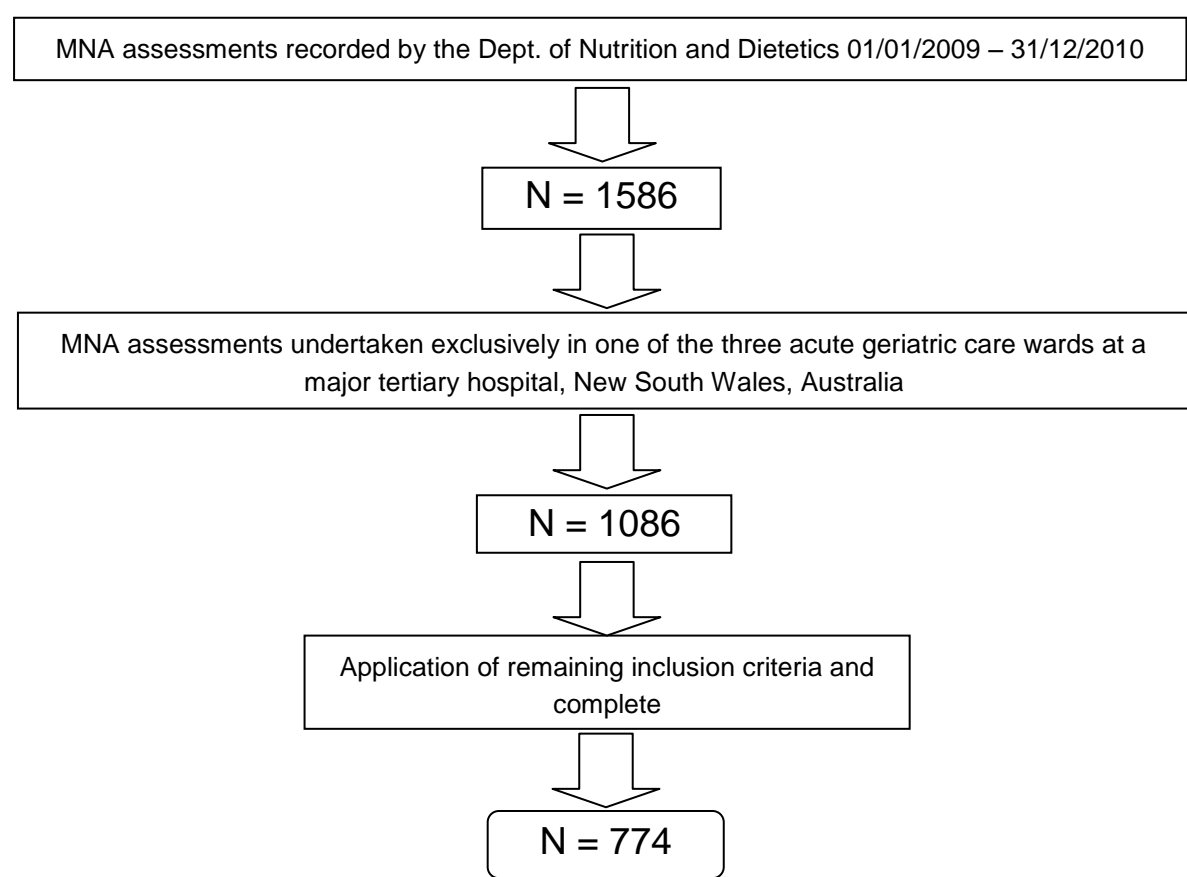 MNA assessments recorded by the Dept. of Nutrition and Dietetics 01/01/2009 – 31/12/2010
N = 1586
MNA assessments undertaken exclusively in one of the three acute geriatric care wards at a
major tertiary hospital, New South Wales, Australia
N = 1086
Application of remaining inclusion criteria and
complete
N = 774